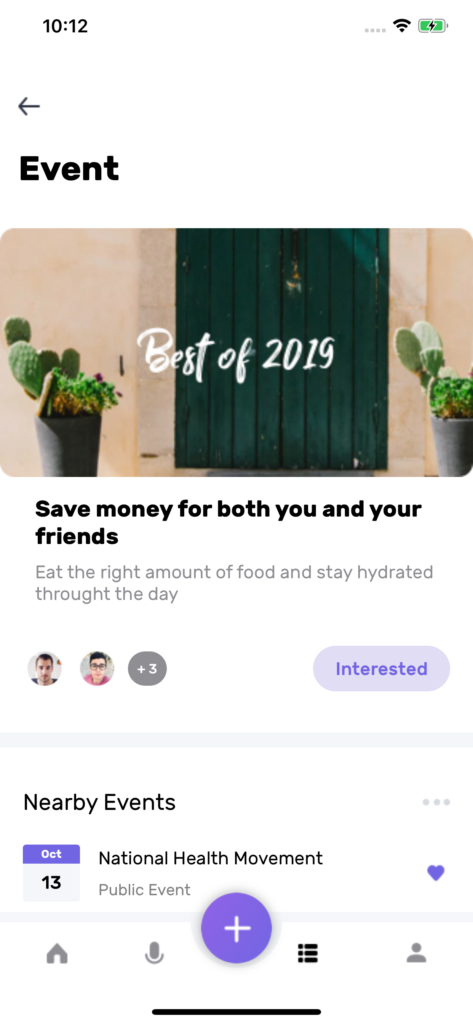 10:12
Event
Best of 2019
Save money for both you and your
friends
Eat the right amount of food and stay hydrated
throught the day
+ 3
Interested
Nearby Events
Oct
13
National Health Movement
Public Event